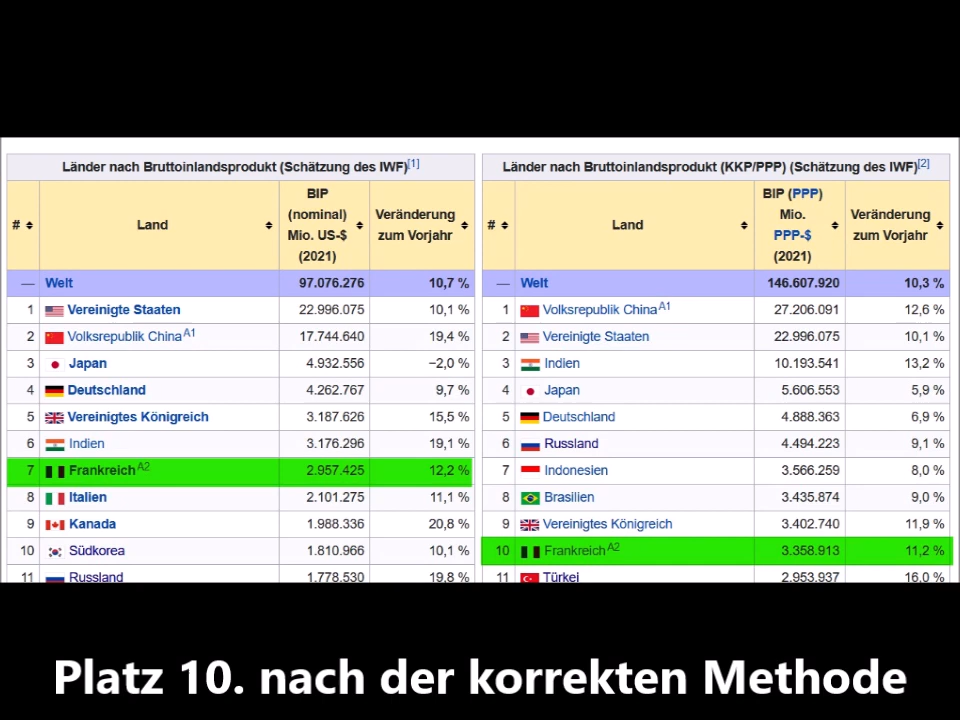 Länder nach Bruttoinlandsprodukt (Schätzung des IWF)[1]
# Land BIP (nominal) Mio. US-$ (2021) Veränderung zum Vorjahr
— Welt 97.076.276 10,7 %
1 Vereinigte Staaten 22.996.075 10,1 %
2 Volksrepublik China A1 17.744.640 19,4 %
3 Japan 4.932.556 −2,0 %
4 Deutschland 4.262.767 9,7 %
5 Vereinigtes Königreich 3.187.626 15,5 %
6 Indien 3.176.296 19,1 %
7 Frankreich A2 2.957.425 12,2 %
8 Italien 2.101.275 11,1 %
9 Kanada 1.988.336 20,8 %
10 Südkorea 1.810.966 10,1 %
11 Russland 1.778.530 19,8 %
Länder nach Bruttoinlandsprodukt (KKP/PPP) (Schätzung des IWF)[2]
# Land BIP (PPP) Mio. PPP-$ (2021) Veränderung zum Vorjahr
— Welt 146.607.920 10,3 %
1 Volksrepublik China A1 27.206.091 12,6 %
2 Vereinigte Staaten 22.996.075 10,1 %
3 Indien 10.193.541 13,2 %
4 Japan 5.606.553 5,9 %
5 Deutschland 4.888.363 6,9 %
6 Russland 4.494.223 9,1 %
7 Indonesien 3.566.259 8,0 %
8 Brasilien 3.435.874 9,0 %
9 Vereinigtes Königreich 3.402.740 11,9 %
10 Frankreich A2 3.358.913 11,2 %
11 Türkei 2.953.937 16,0 %
Platz 10. nach der korrekten Methode